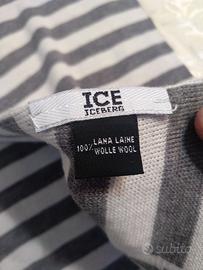 ICE
ICEBERG
100% LANA LAINE
WOLLE WOOL
subito